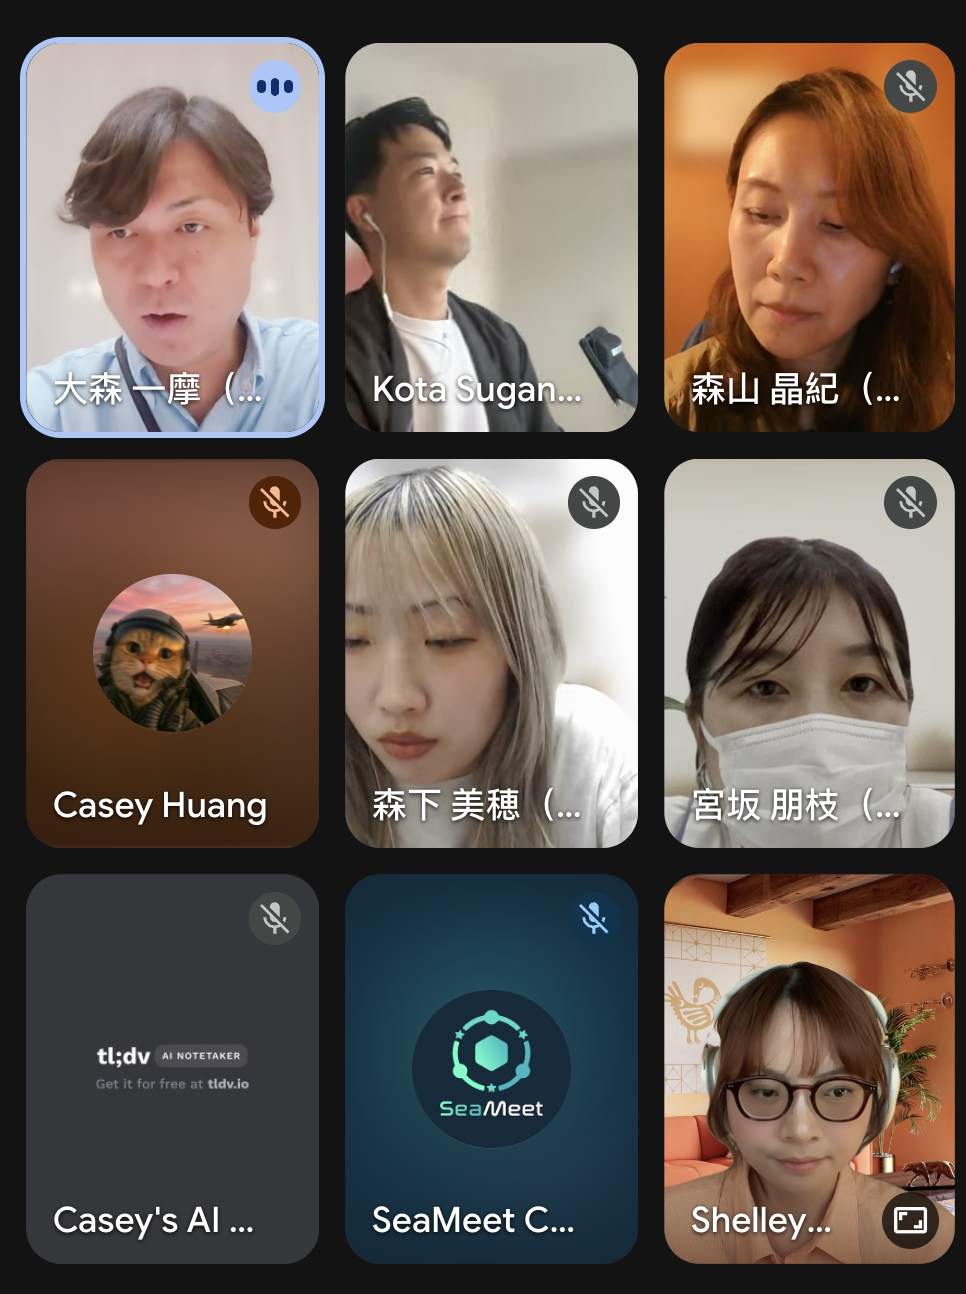 大森 一摩（...
Kota Sugan...
森山 晶紀（...
Casey Huang
森下 美穂（...
宮坂 朋枝（...
tl;dv AI NOTETAKER
Get it for free at tldv.io
Casey's AI ...
SeaMeet
SeaMeet C...
Shelley...